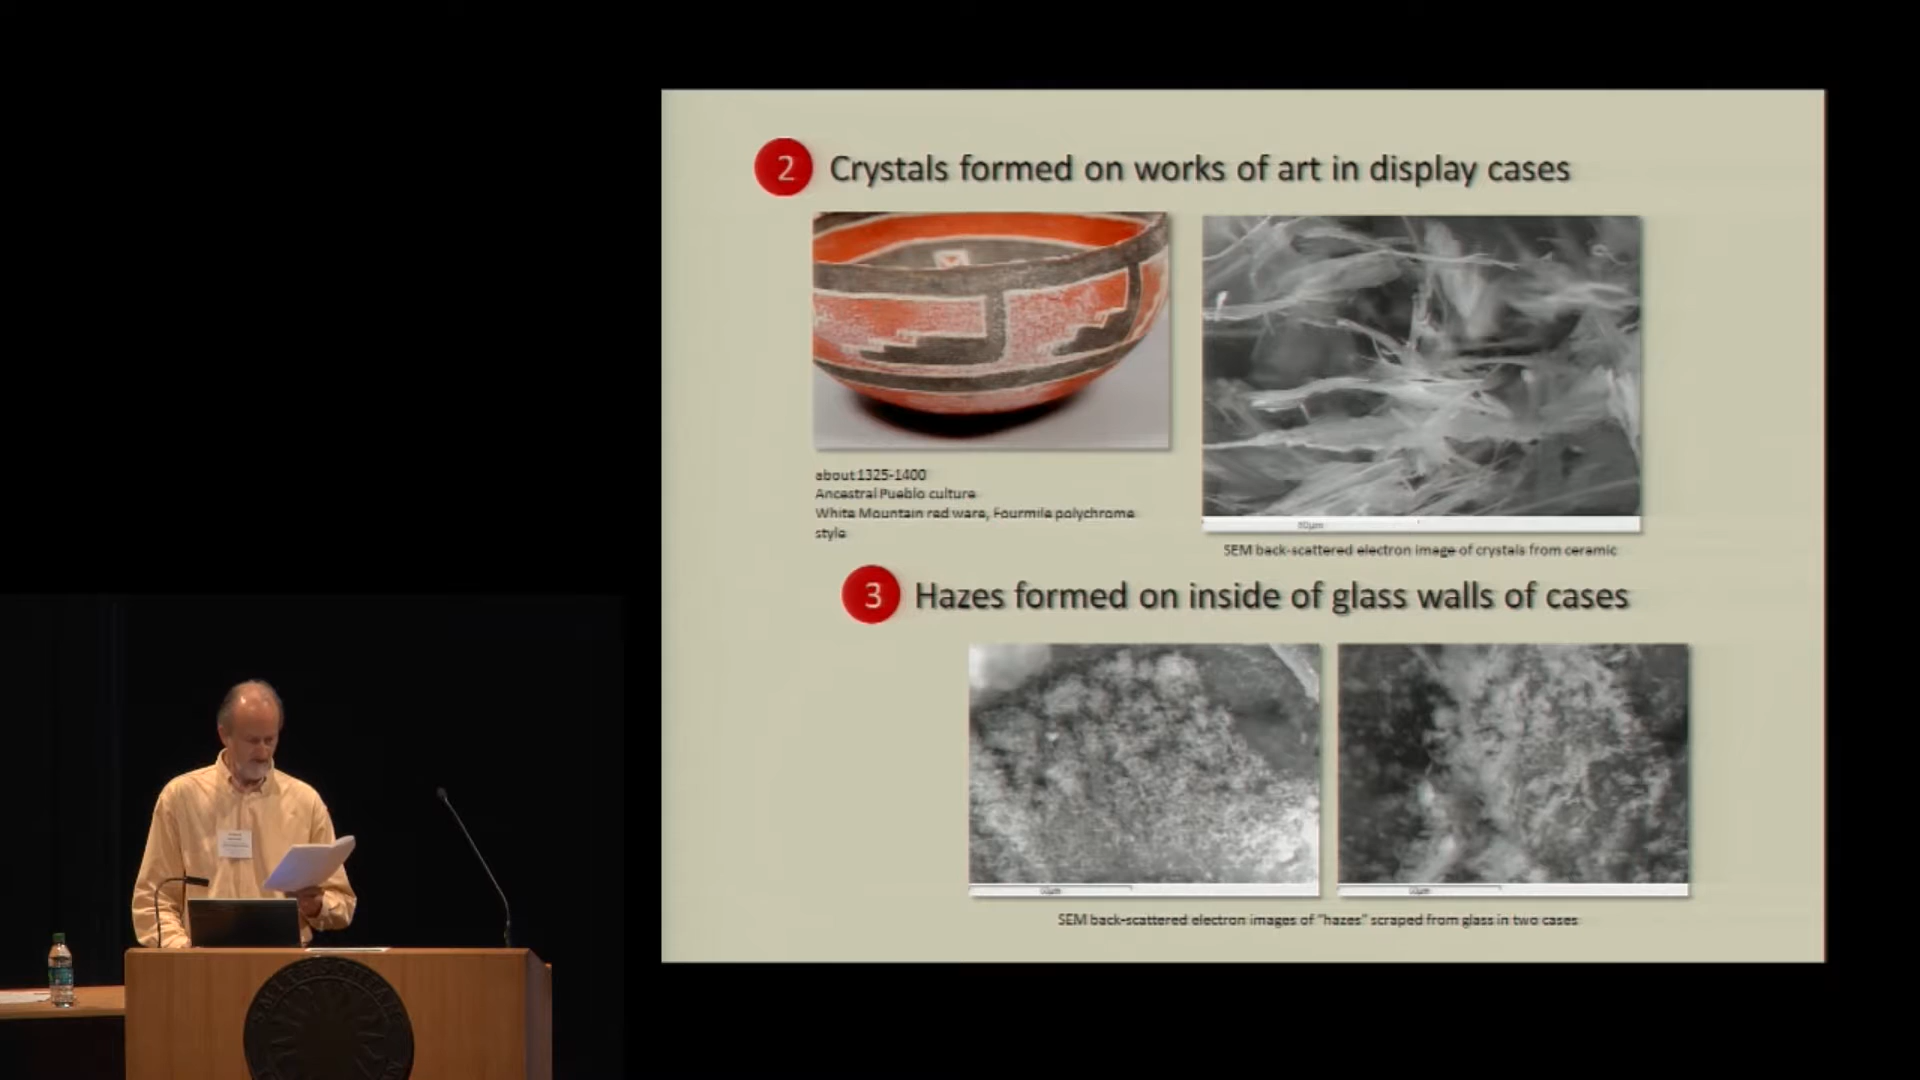 2 Crystals formed on works of art in display cases
about 1325-1400
Ancestral Pueblo culture
White Mountain red ware, Fourmile polychrome
style
SEM back-scattered electron image of crystals from ceramic
3 Hazes formed on inside of glass walls of cases
SEM back-scattered electron images of "hazes" scraped from glass in two cases
SMITHSONIAN